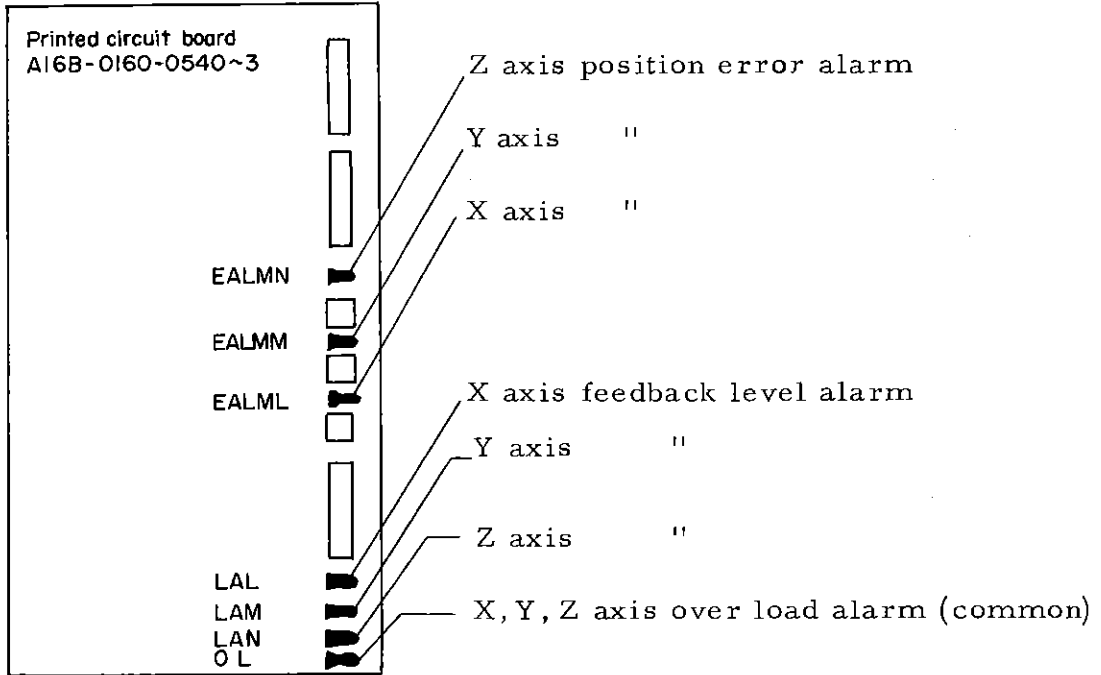 Printed circuit board
A16B-0160-0540~3
Z axis position error alarm
Y axis "
X axis "
EALMN
EALMM
EALML
X axis feedback level alarm
Y axis "
Z axis "
LAL
LAM
LAN
OL
X, Y, Z axis over load alarm (common)